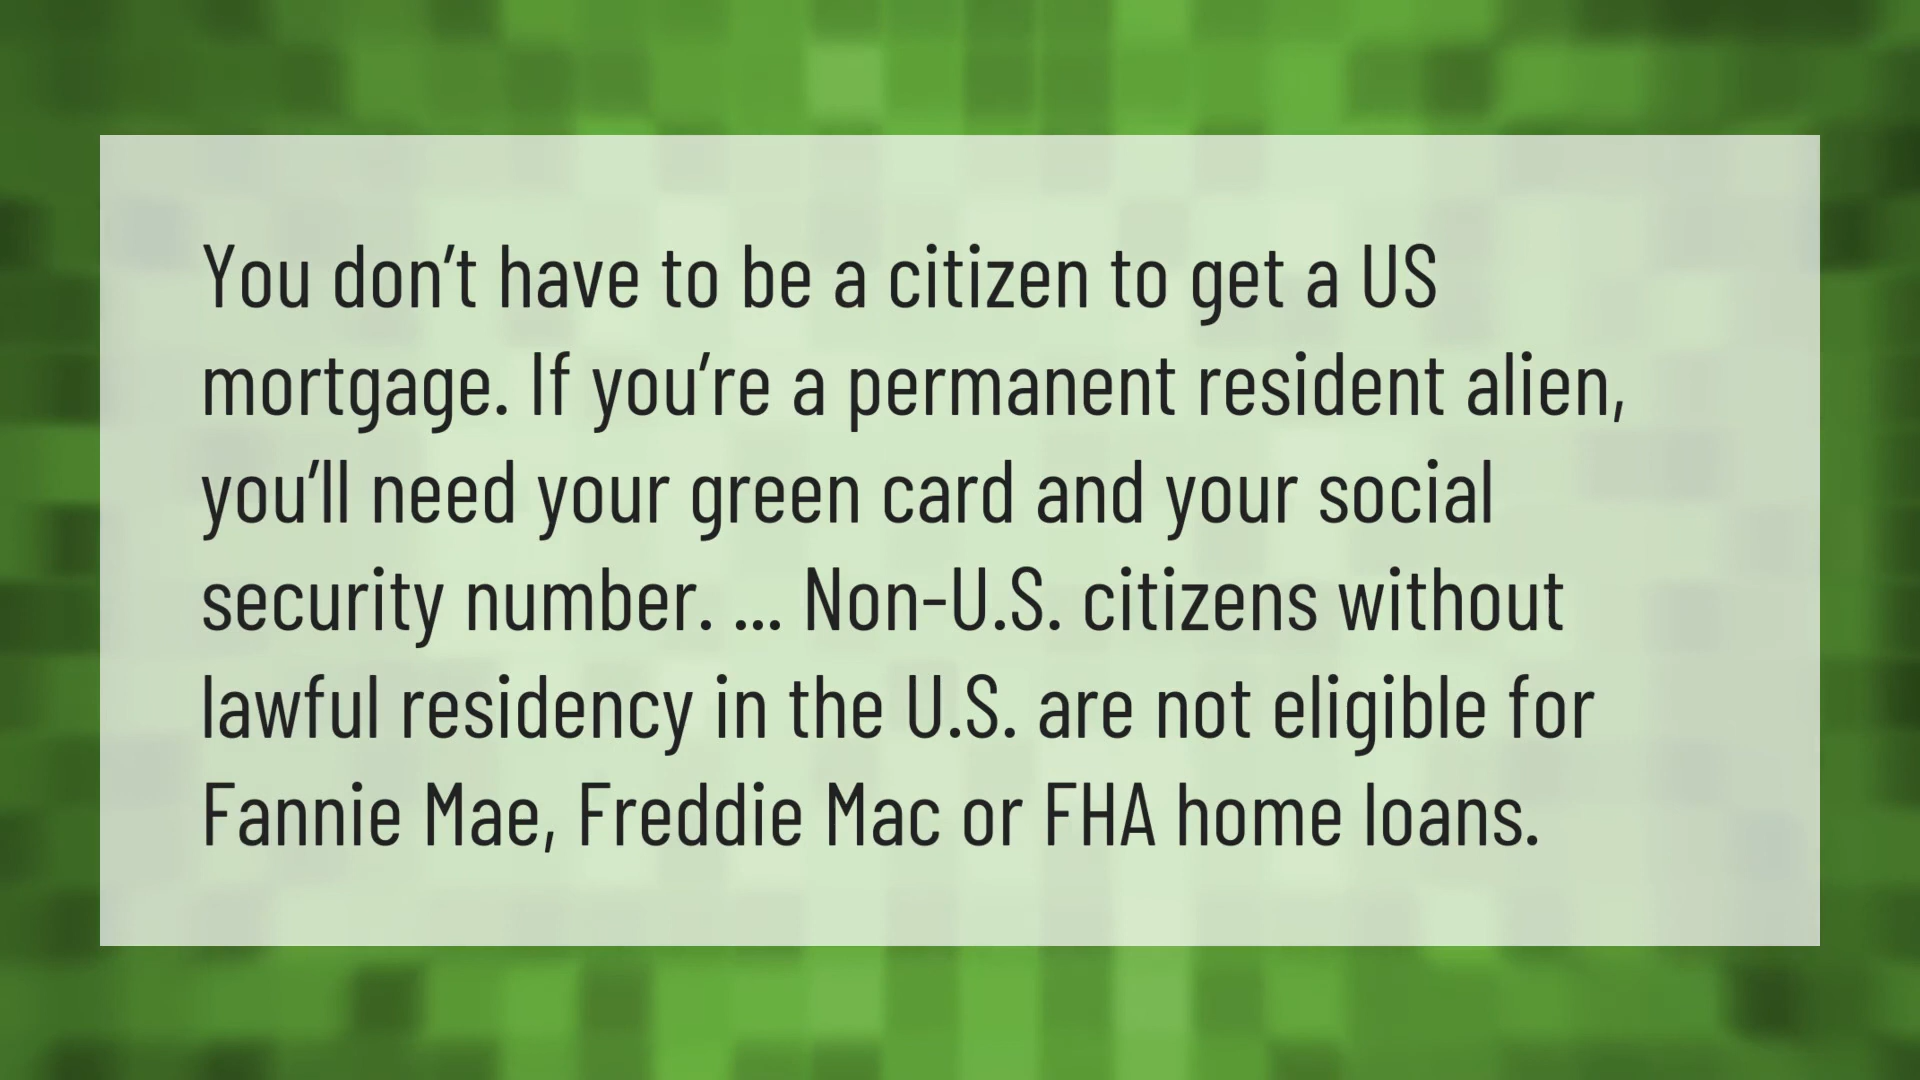 You don’t have to be a citizen to get a US
mortgage. If you’re a permanent resident alien,
you’ll need your green card and your social
security number. ... Non-U.S. citizens without
lawful residency in the U.S. are not eligible for
Fannie Mae, Freddie Mac or FHA home loans.